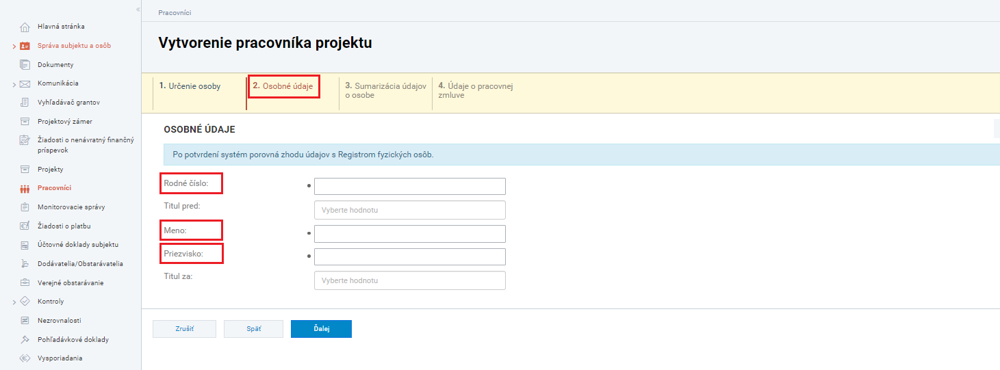 «
Hlavná stránka
Správa subjektu a osôb
Dokumenty
Komunikácia
Vyhľadávač grantov
Projektový zámer
Žiadosti o nenávratný finančný
príspevok
Projekty
Pracovníci
Monitorovacie správy
Žiadosti o platbu
Účtovné doklady subjektu
Dodávatelia/Obstarávatelia
Verejné obstarávanie
Kontroly
Nezrovnalosti
Pohľadávkové doklady
Vysporiadania
Pracovníci
Vytvorenie pracovníka projektu
1. Určenie osoby
2. Osobné údaje
3. Sumarizácia údajov
o osobe
4. Údaje o pracovnej
zmluve
OSOBNÉ ÚDAJE
Po potvrdení systém porovná zhodu údajov s Registrom fyzických osôb.
Rodné číslo:
Titul pred: Vyberte hodnotu
Meno:
Priezvisko:
Titul za: Vyberte hodnotu
Zrušiť Späť Ďalej